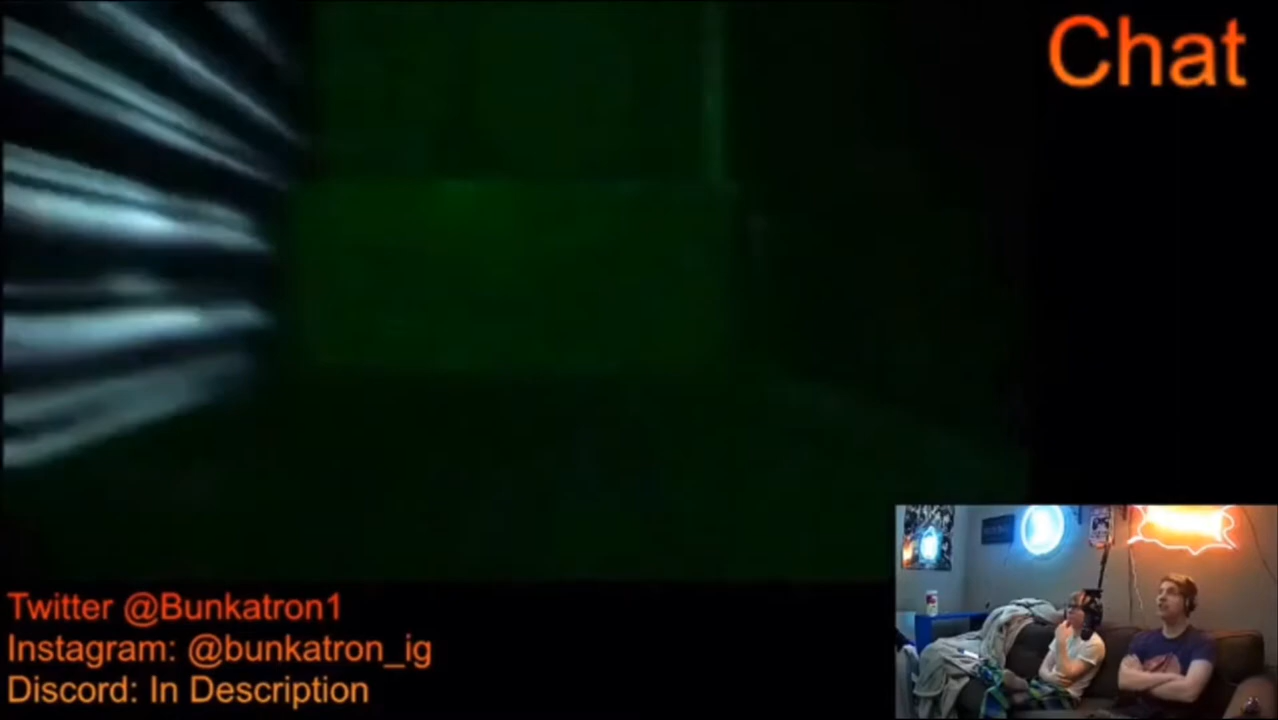 Chat
Twitter @Bunkatron1
Instagram: @bunkatron_ig
Discord: In Description